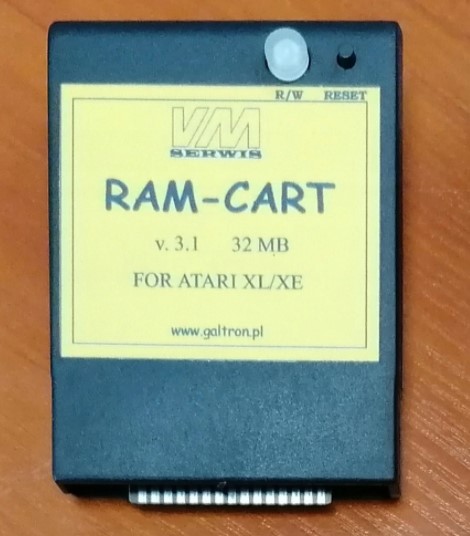 R/W RESET
VM
SERWIS
RAM-CART
v. 3.1 32 MB
FOR ATARI XL/XE
www.galtron.pl